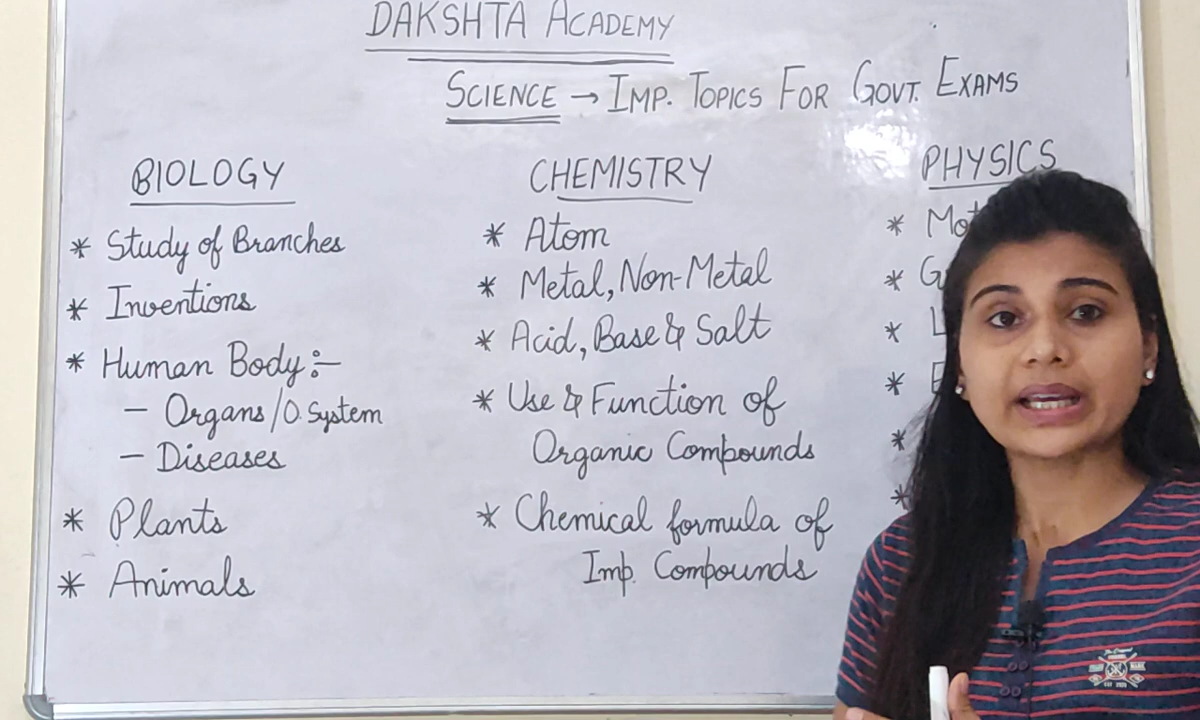 DAKSHTA ACADEMY
SCIENCE → IMP. TOPICS FOR GOVT. EXAMS
BIOLOGY
* Study of Branches
* Inventions
* Human Body :-
- Organs/O. System
- Diseases
* Plants
* Animals
CHEMISTRY
* Atom
* Metal, Non-Metal
* Acid, Base & Salt
* Use & Function of
Organic Compounds
* Chemical formula of
Imp. Compounds
PHYSICS
*
*
*
*
*
*